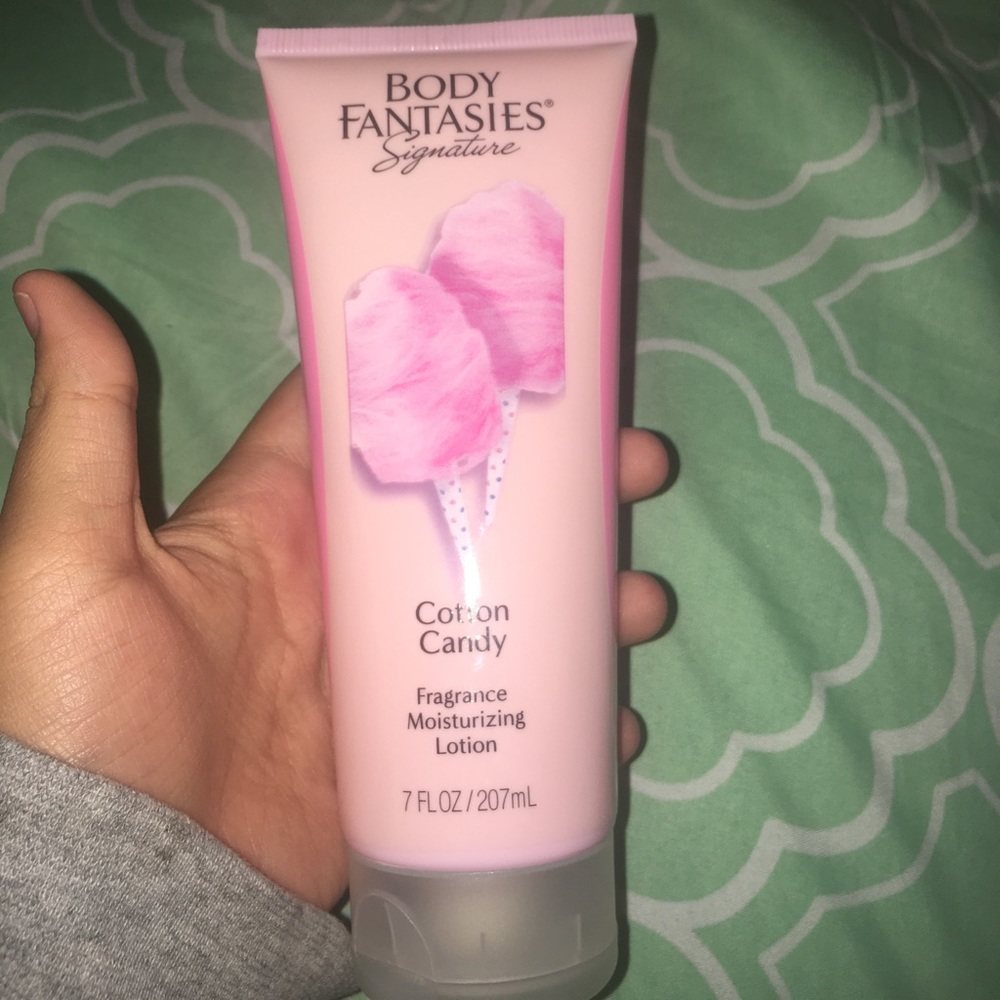 BODY
FANTASIES®
Signature
Cotton
Candy
Fragrance
Moisturizing
Lotion
7 FL OZ / 207mL